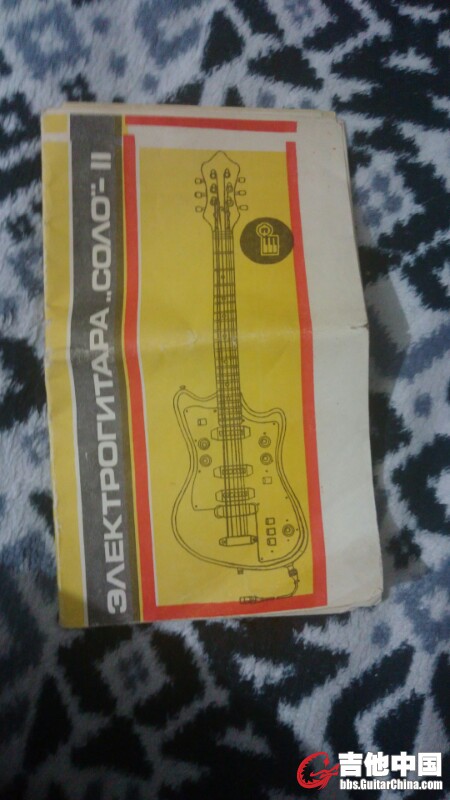 ЭЛЕКТРОГИТАРА „СОЛО"-II
吉他中国
bbs.GuitarChina.com